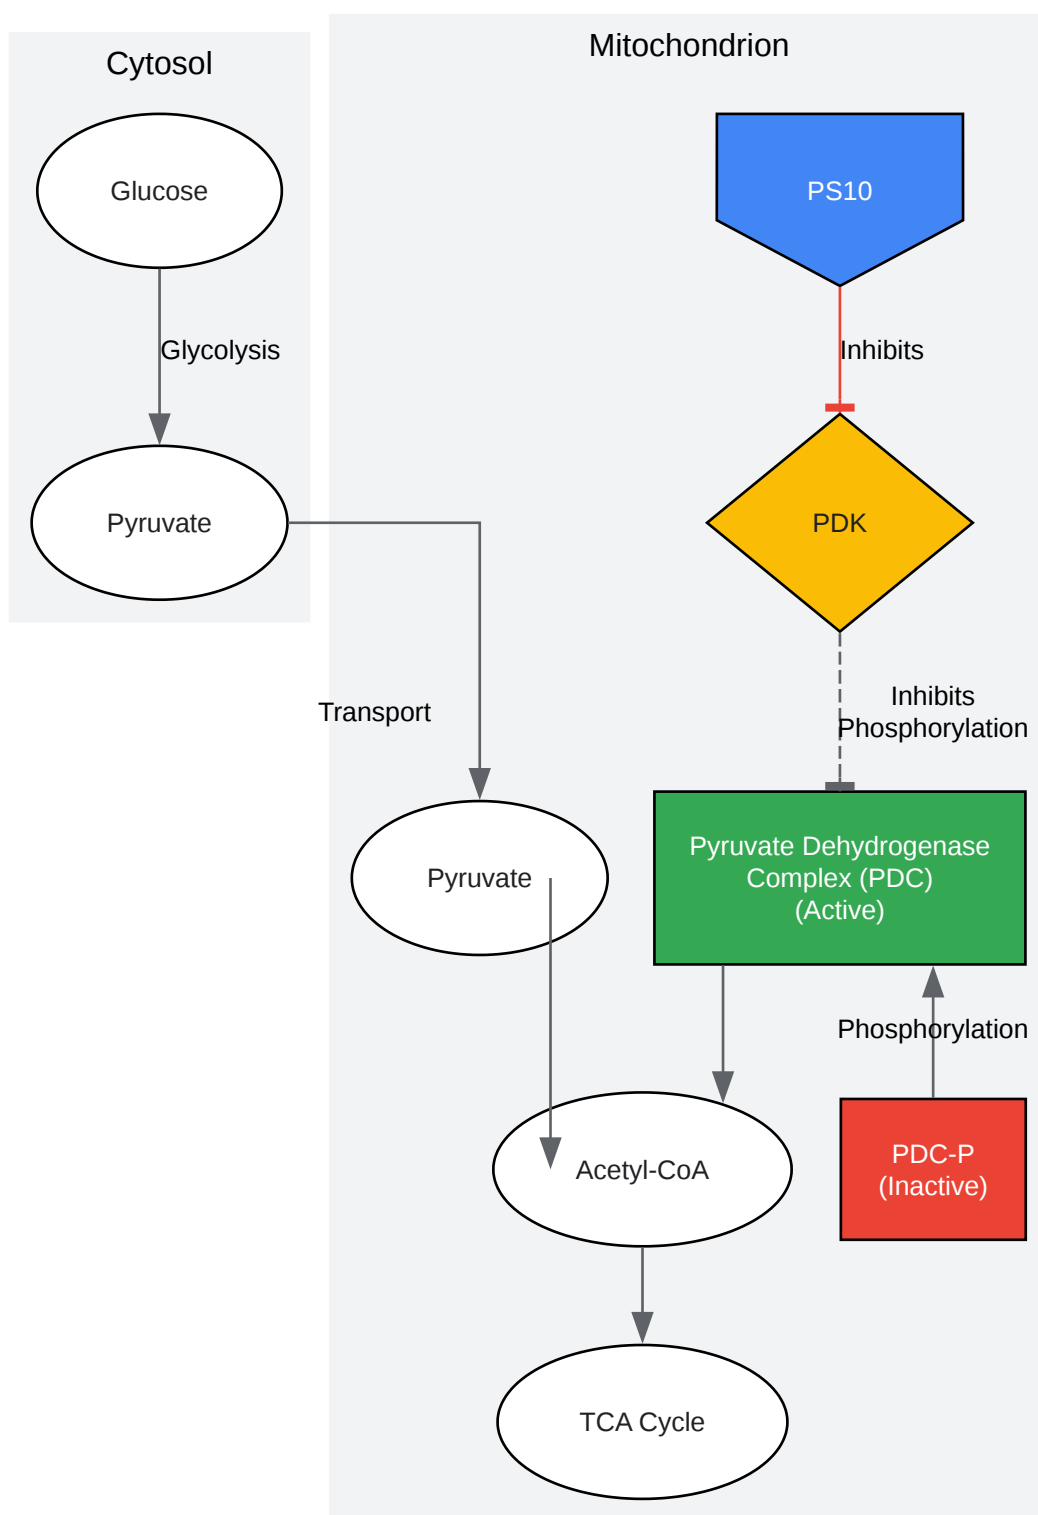 Cytosol
Mitochondrion
Glucose
PS10
Glycolysis
Inhibits
Pyruvate
PDK
Transport
Inhibits
Phosphorylation
Pyruvate
Pyruvate Dehydrogenase
Complex (PDC)
(Active)
Phosphorylation
Acetyl-CoA
PDC-P
(Inactive)
TCA Cycle